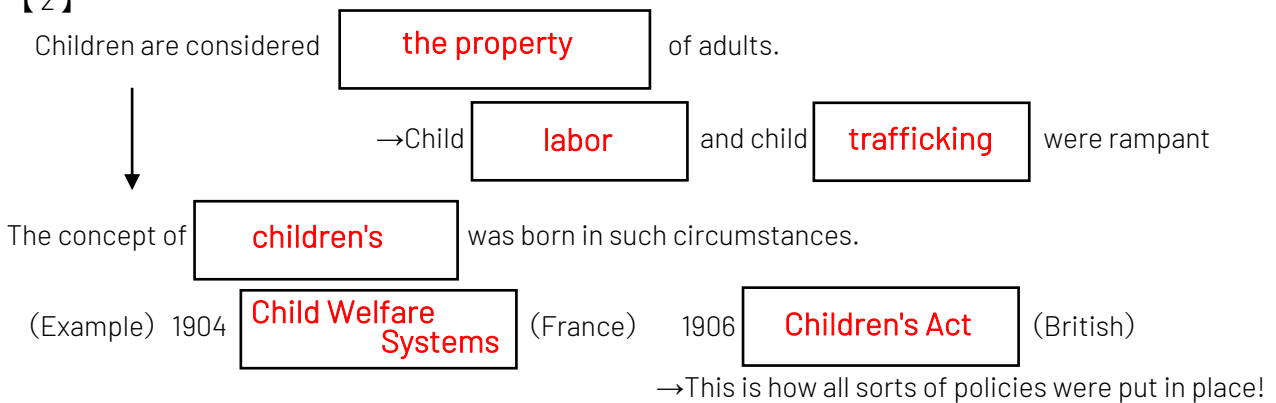 【2】
Children are considered the property of adults.
→Child labor and child trafficking were rampant
The concept of children's was born in such circumstances.
(Example) 1904 Child Welfare Systems (France) 1906 Children's Act (British)
→This is how all sorts of policies were put in place!